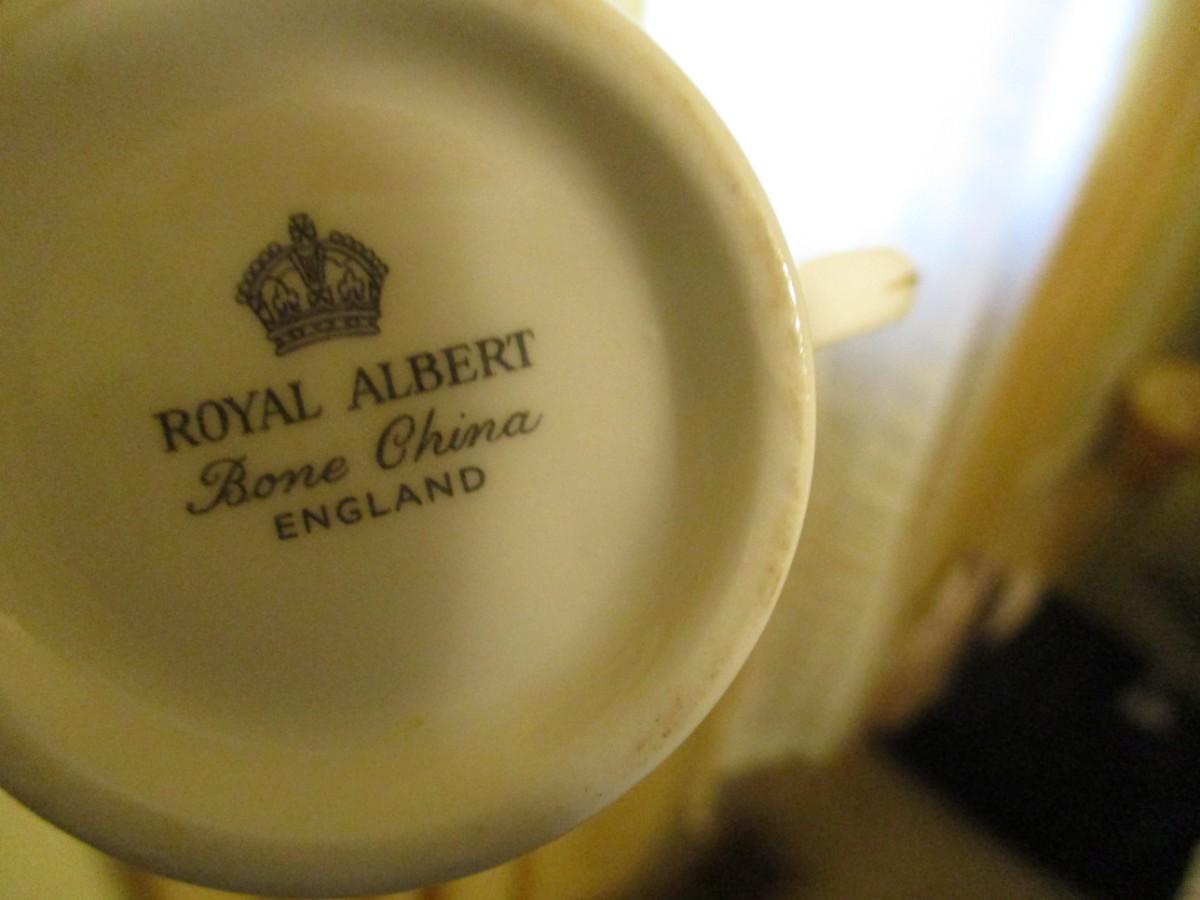 ROYAL ALBERT
Bone China
ENGLAND